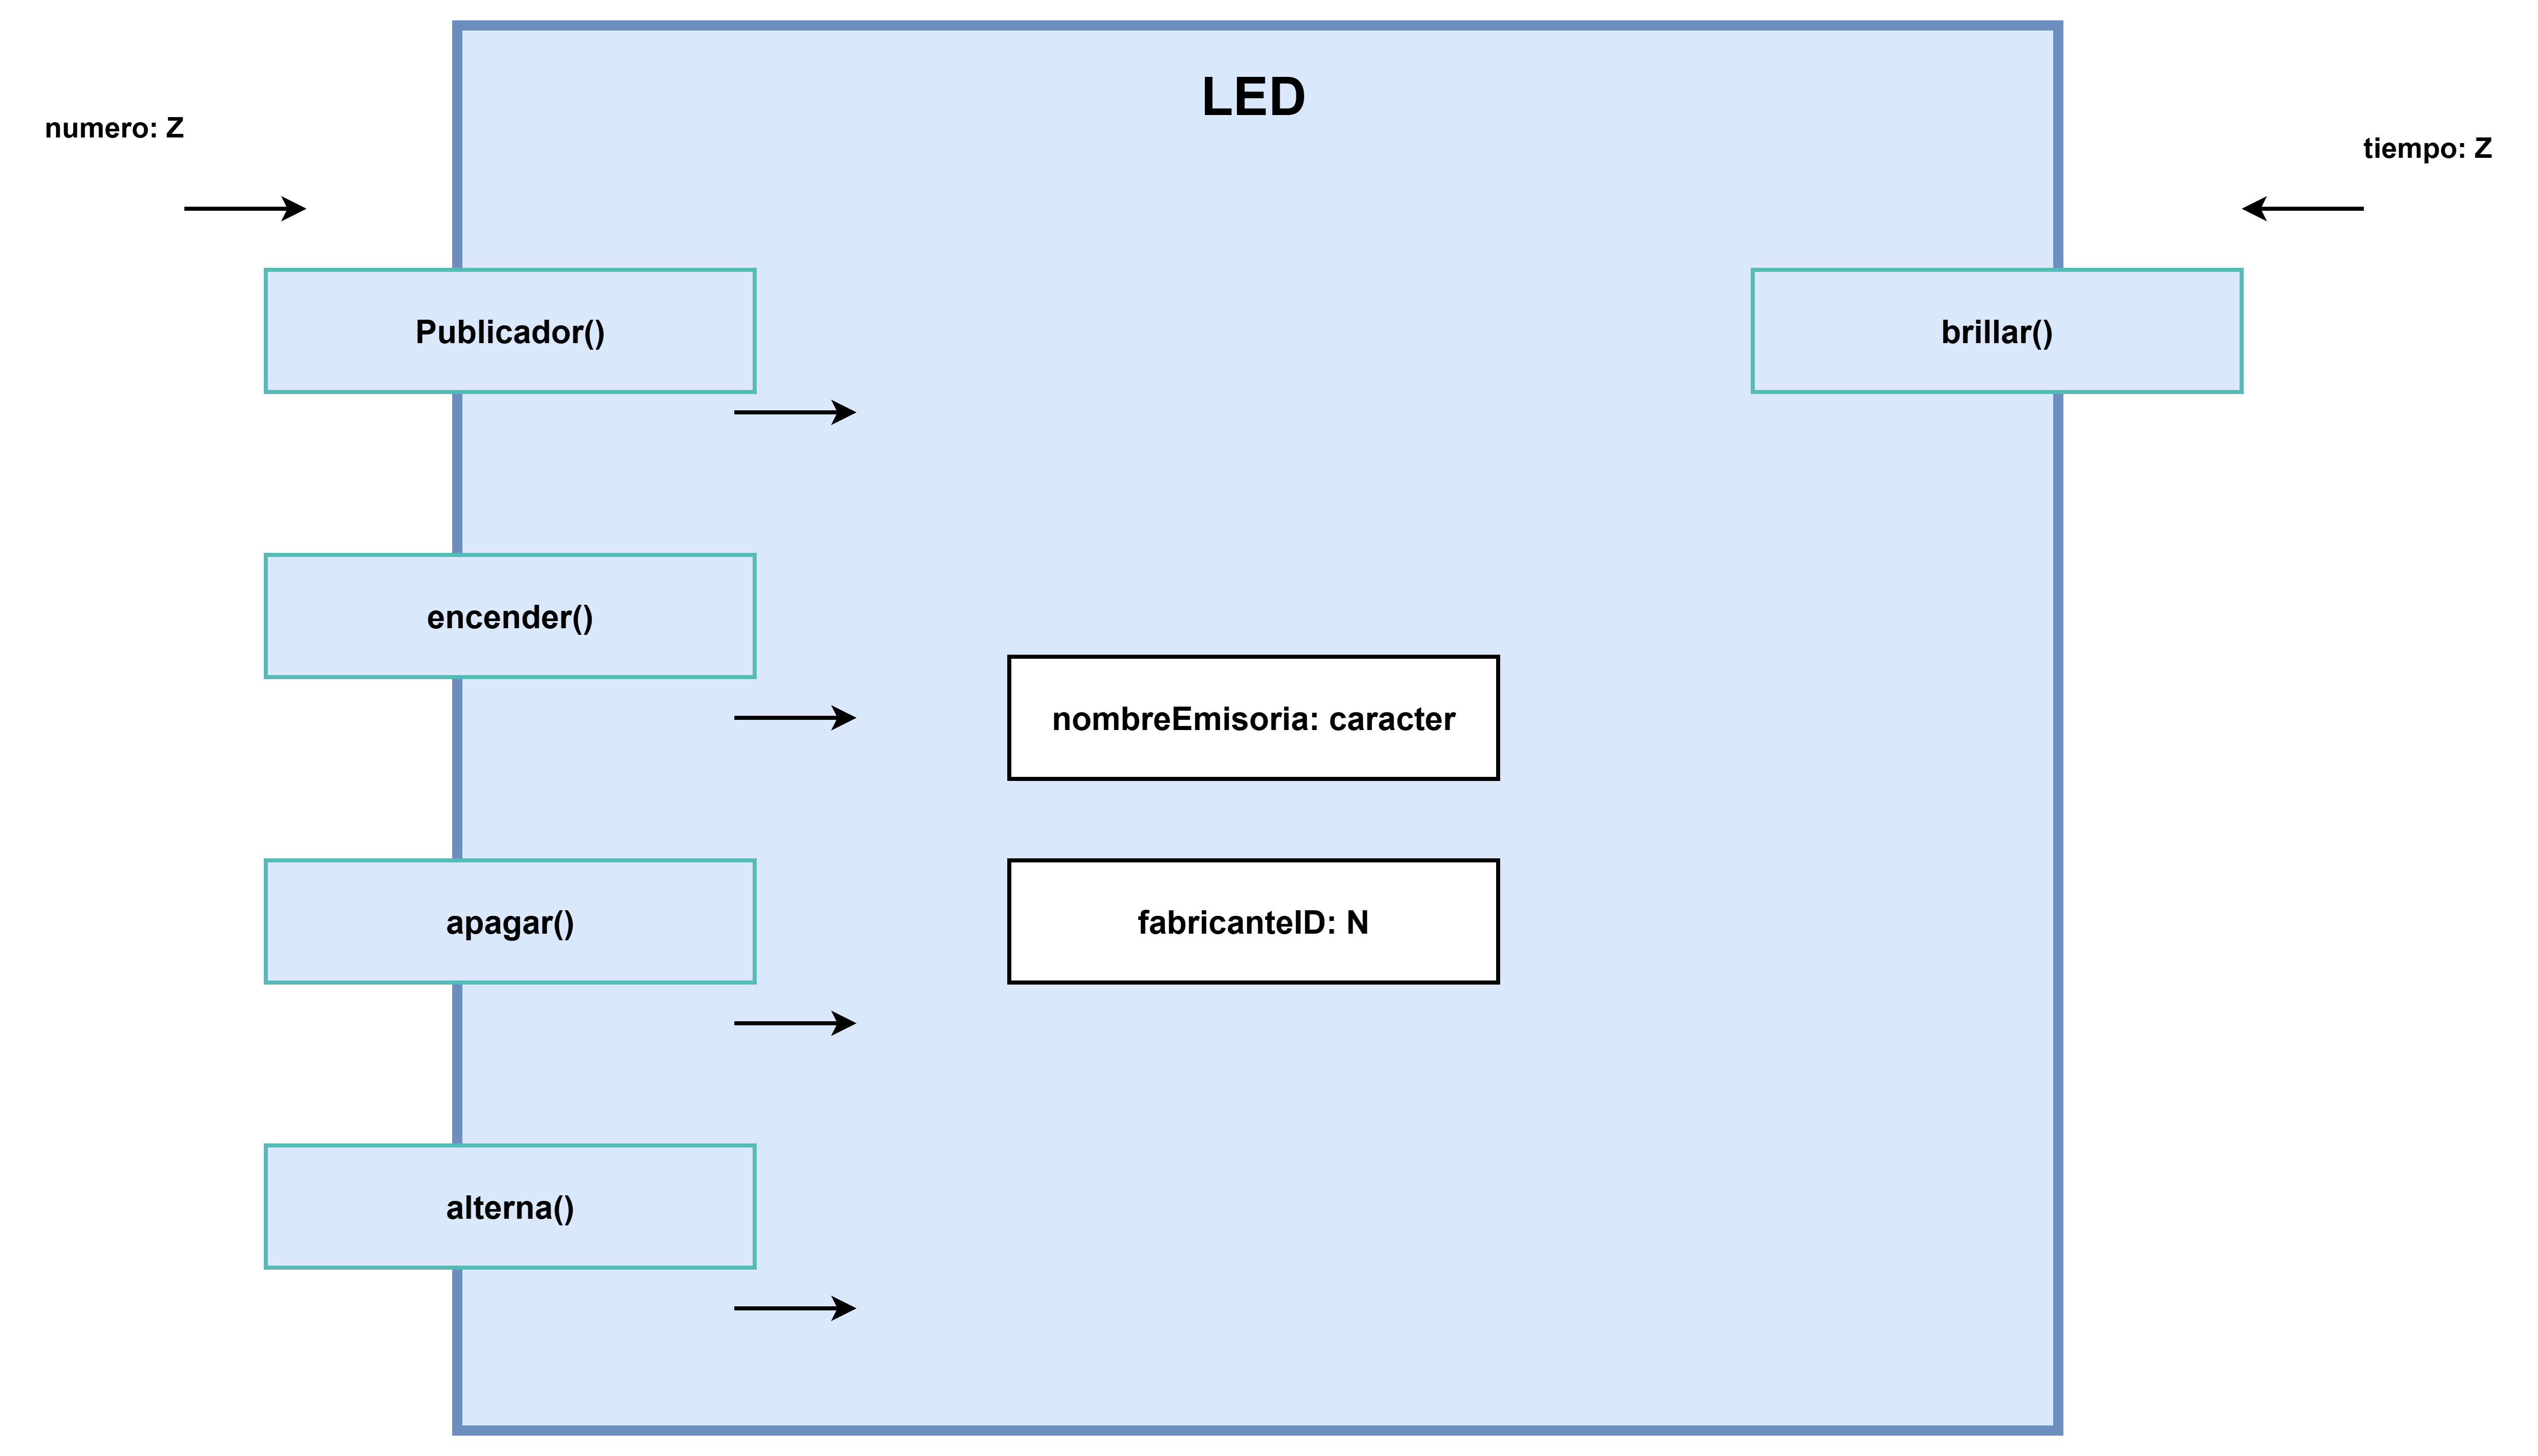 LED
numero: Z
tiempo: Z
Publicador()
brillar()
encender()
nombreEmisoria: caracter
apagar()
fabricanteID: N
alterna()